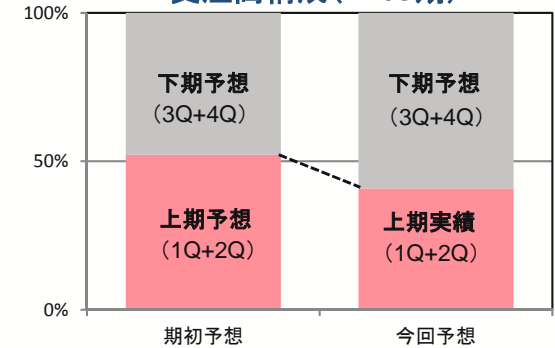 100%
下期予想
(3Q+4Q)
下期予想
(3Q+4Q)
50%
上期予想
(1Q+2Q)
上期実績
(1Q+2Q)
0%
期初予想
今回予想